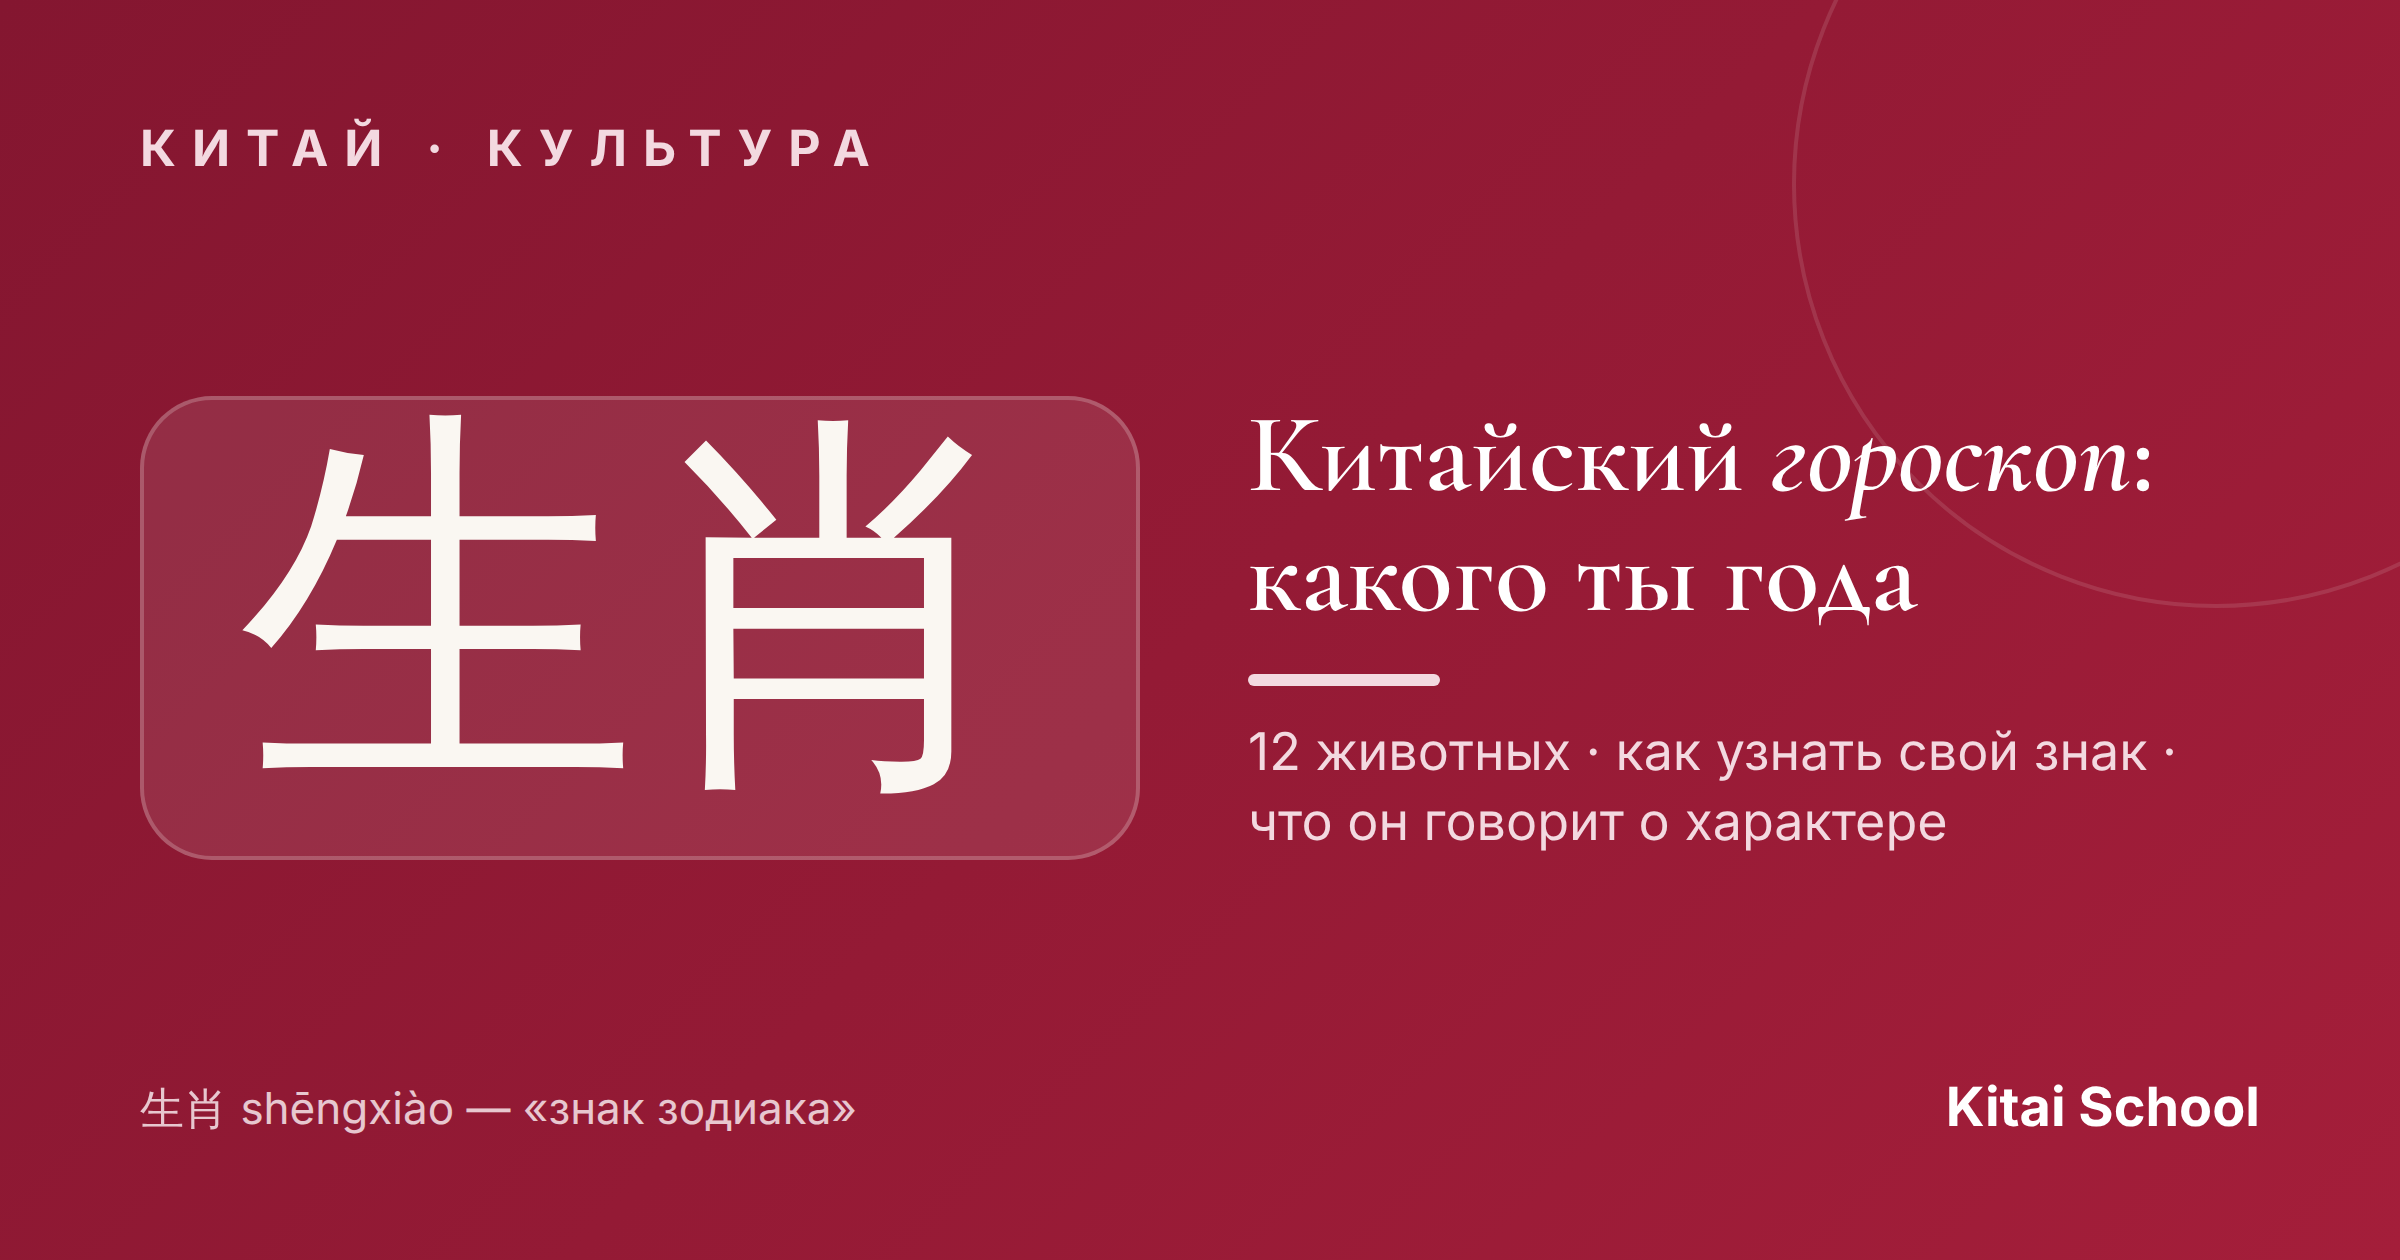 КИТАЙ · КУЛЬТУРА
生肖
Китайский гороскоп:
какого ты года
12 животных · как узнать свой знак ·
что он говорит о характере
生肖 shēngxiào — «знак зодиака»
Kitai School